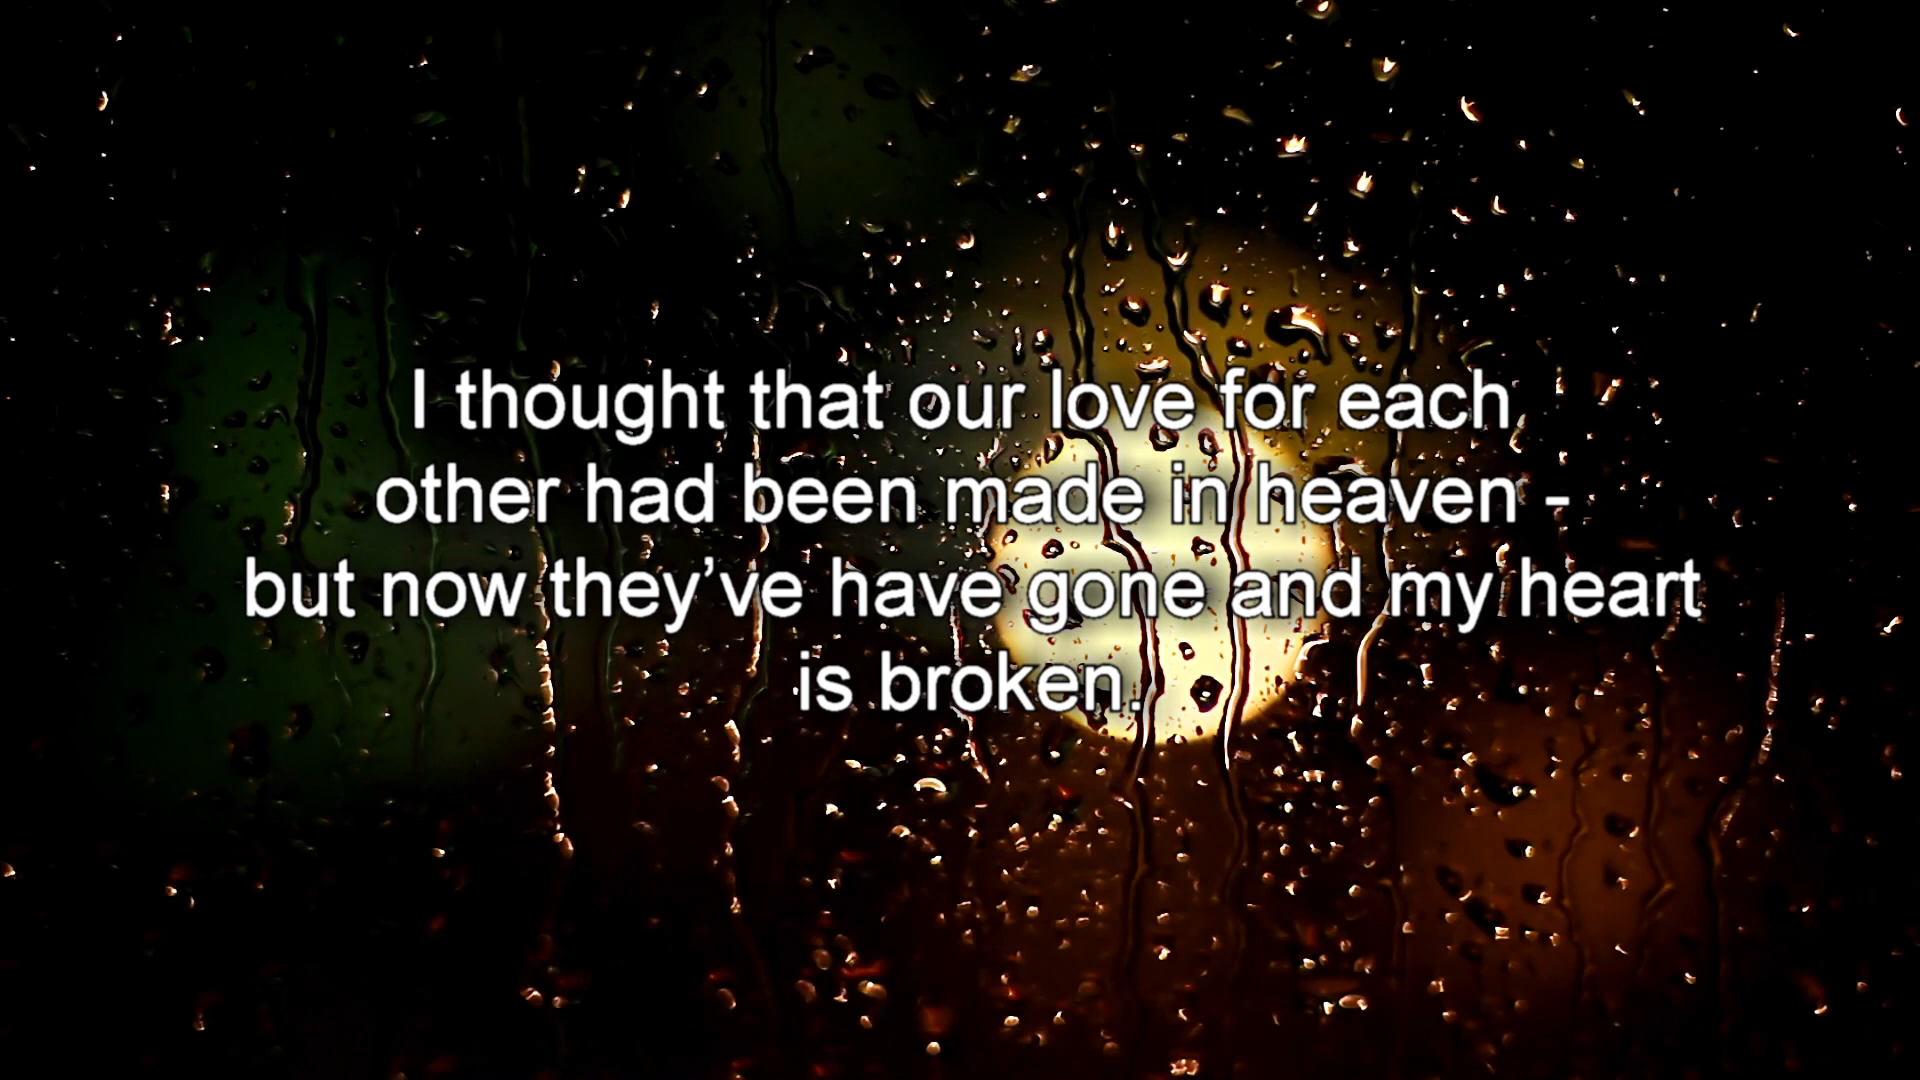 I thought that our love for each
other had been made in heaven -
but now they’ve have gone and my heart
is broken.